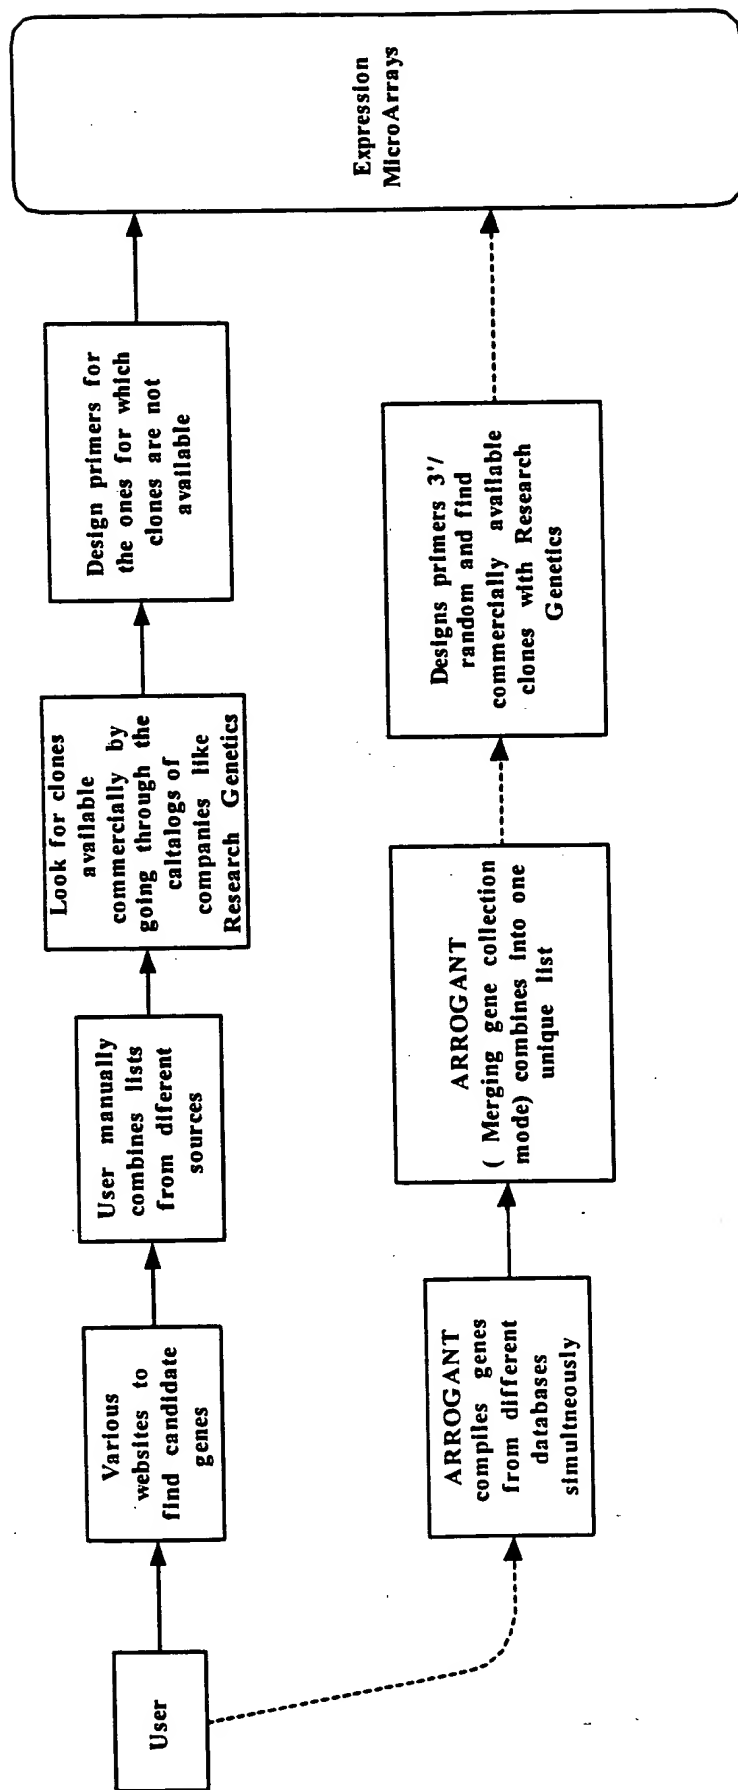 User
Various
websites to
find candidate
genes
User manually
combines lists
from diferent
sources
Look for clones
available
commercially by
going through the
caltalogs of
companies like
Research Genetics
Design primers for
the ones for which
clones are not
available
ARROGANT
compiles genes
from different
databases
simultneously
ARROGANT
( Merging gene collection
mode) combines into one
unique list
Designs primers 3'/
random and find
commercially available
clones with Research
Genetics
Expression
MicroArrays